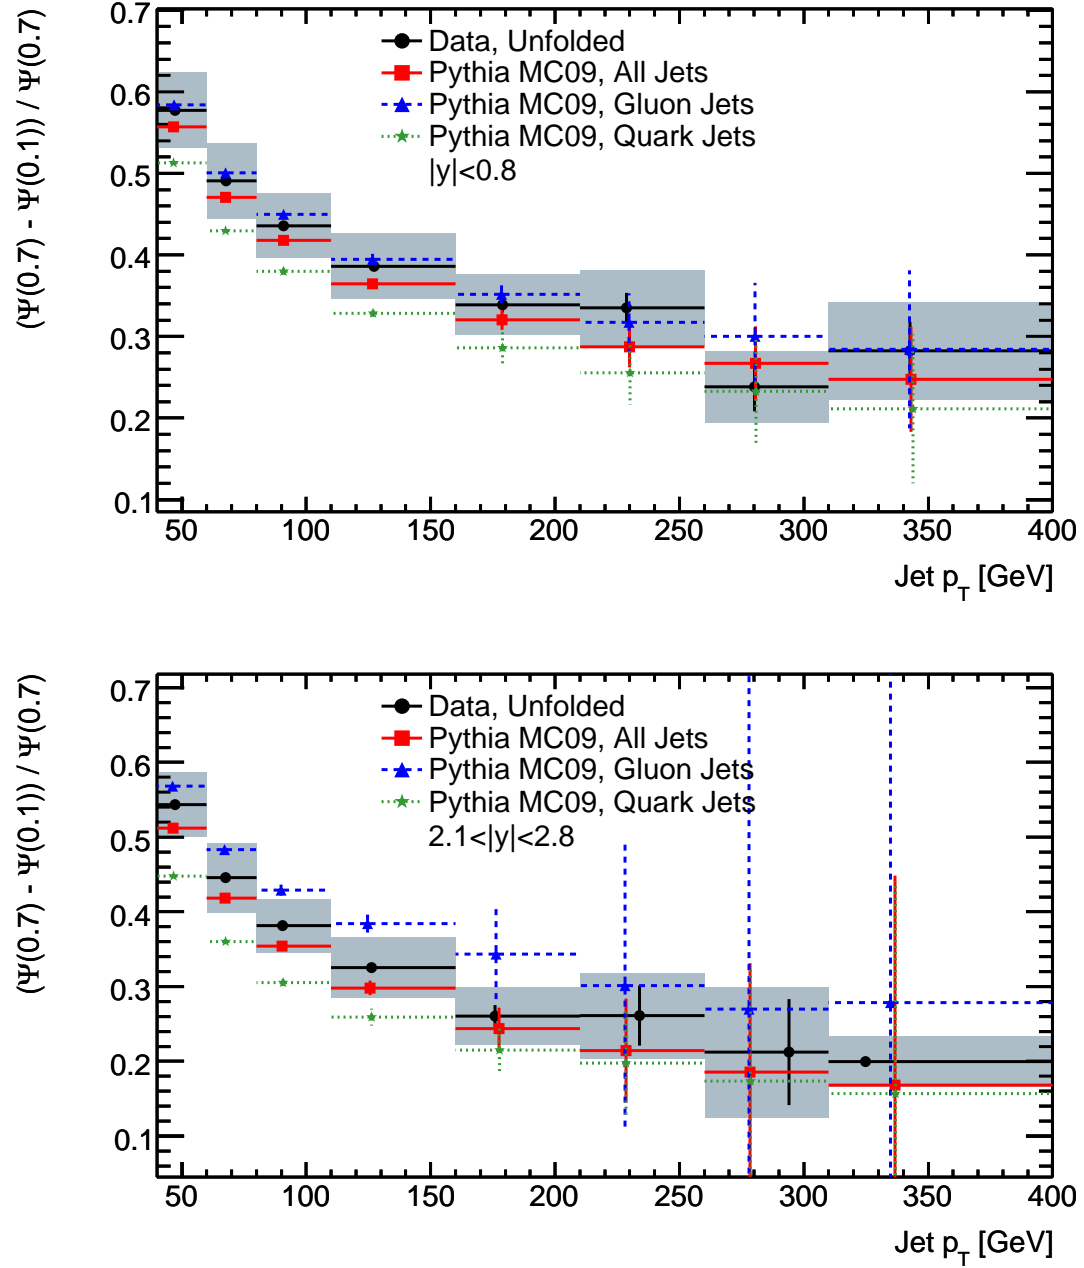 (Ψ(0.7) - Ψ(0.1)) / Ψ(0.7)
0.7
0.6
0.5
0.4
0.3
0.2
0.1
Data, Unfolded
Pythia MC09, All Jets
Pythia MC09, Gluon Jets
Pythia MC09, Quark Jets
|y|<0.8
50 100 150 200 250 300 350 400
Jet p_T [GeV]
(Ψ(0.7) - Ψ(0.1)) / Ψ(0.7)
0.7
0.6
0.5
0.4
0.3
0.2
0.1
Data, Unfolded
Pythia MC09, All Jets
Pythia MC09, Gluon Jets
Pythia MC09, Quark Jets
2.1<|y|<2.8
50 100 150 200 250 300 350 400
Jet p_T [GeV]